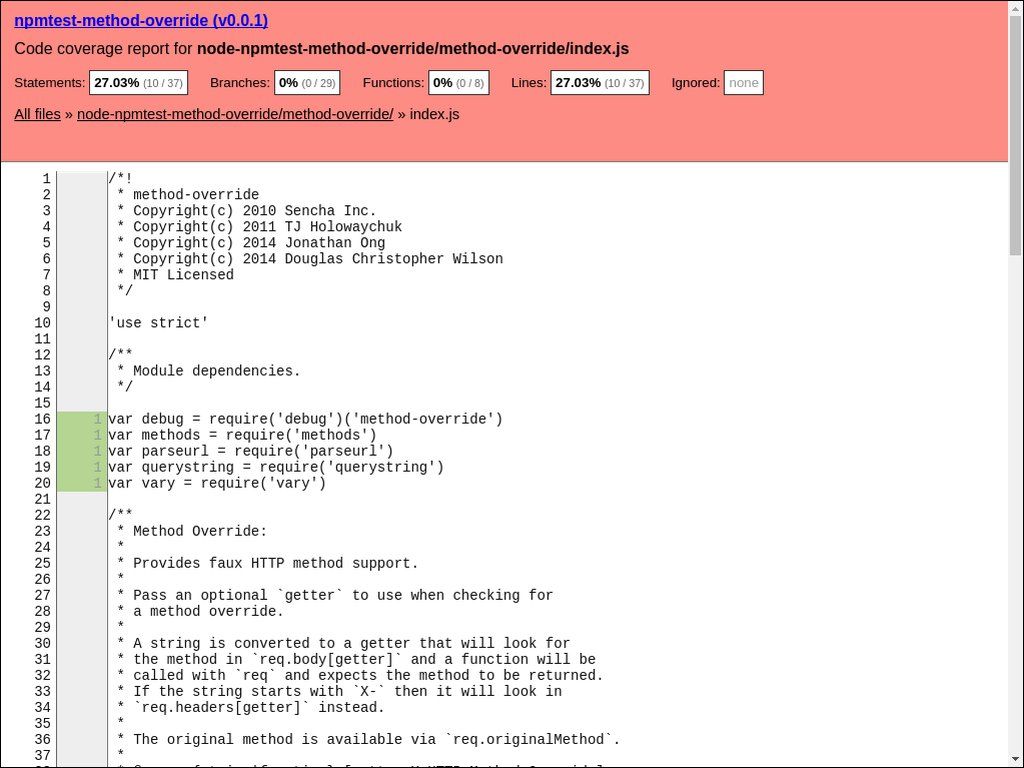 npmtest-method-override (v0.0.1)
Code coverage report for node-npmtest-method-override/method-override/index.js
Statements: 27.03% (10 / 37) Branches: 0% (0 / 29) Functions: 0% (0 / 8) Lines: 27.03% (10 / 37) Ignored: none
All files » node-npmtest-method-override/method-override/ » index.js
1 /*!
2  * method-override
3  * Copyright(c) 2010 Sencha Inc.
4  * Copyright(c) 2011 TJ Holowaychuk
5  * Copyright(c) 2014 Jonathan Ong
6  * Copyright(c) 2014 Douglas Christopher Wilson
7  * MIT Licensed
8  */
9
10 'use strict'
11
12 /**
13  * Module dependencies.
14  */
15
16 1 var debug = require('debug')('method-override')
17 1 var methods = require('methods')
18 1 var parseurl = require('parseurl')
19 1 var querystring = require('querystring')
20 1 var vary = require('vary')
21
22 /**
23  * Method Override:
24  *
25  * Provides faux HTTP method support.
26  *
27  * Pass an optional `getter` to use when checking for
28  * a method override.
29  *
30  * A string is converted to a getter that will look for
31  * the method in `req.body[getter]` and a function will be
32  * called with `req` and expects the method to be returned.
33  * If the string starts with `X-` then it will look in
34  * `req.headers[getter]` instead.
35  *
36  * The original method is available via `req.originalMethod`.
37  *